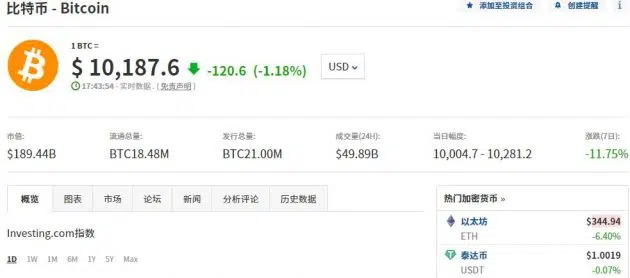 比特币 - Bitcoin
添加至投资组合 创建提醒
1 BTC =
$ 10,187.6 -120.6 (-1.18%) USD
17:43:54 - 实时数据. ( 免责声明 )
市值: 流通总量: 发行总量: 成交量(24H): 当日幅度: 涨跌(7日):
$189.44B BTC18.48M BTC21.00M $49.89B 10,004.7 - 10,281.2 -11.75%
概览 图表 市场 论坛 新闻 分析评论 历史数据
热门加密货币 »
Investing.com指数
1D 1W 1M 6M 1Y 5Y Max
以太坊 $344.94
ETH -6.40%
泰达币 $1.0019
USDT -0.07%